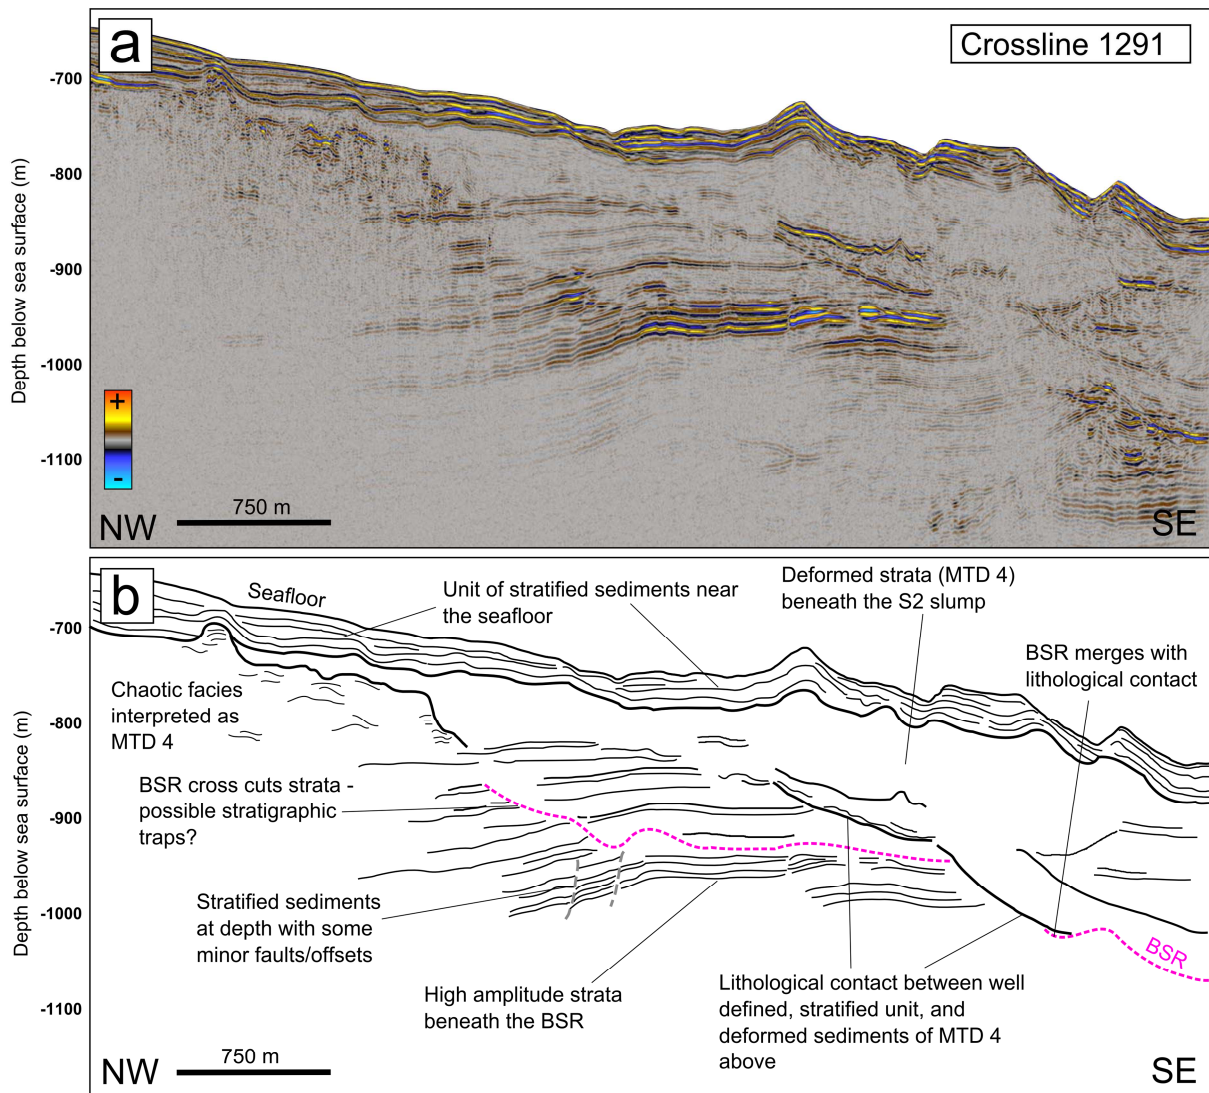 a
Crossline 1291
Depth below sea surface (m)
-700
-800
-900
-1000
-1100
+
-
750 m
NW
SE
b
Seafloor
Unit of stratified sediments near
the seafloor
Deformed strata (MTD 4)
beneath the S2 slump
BSR merges with
lithological contact
Chaotic facies
interpreted as
MTD 4
BSR cross cuts strata -
possible stratigraphic
traps?
Stratified sediments
at depth with some
minor faults/offsets
High amplitude strata
beneath the BSR
Lithological contact between well
defined, stratified unit, and
deformed sediments of MTD 4
above
BSR
Depth below sea surface (m)
-700
-800
-900
-1000
-1100
750 m
NW
SE